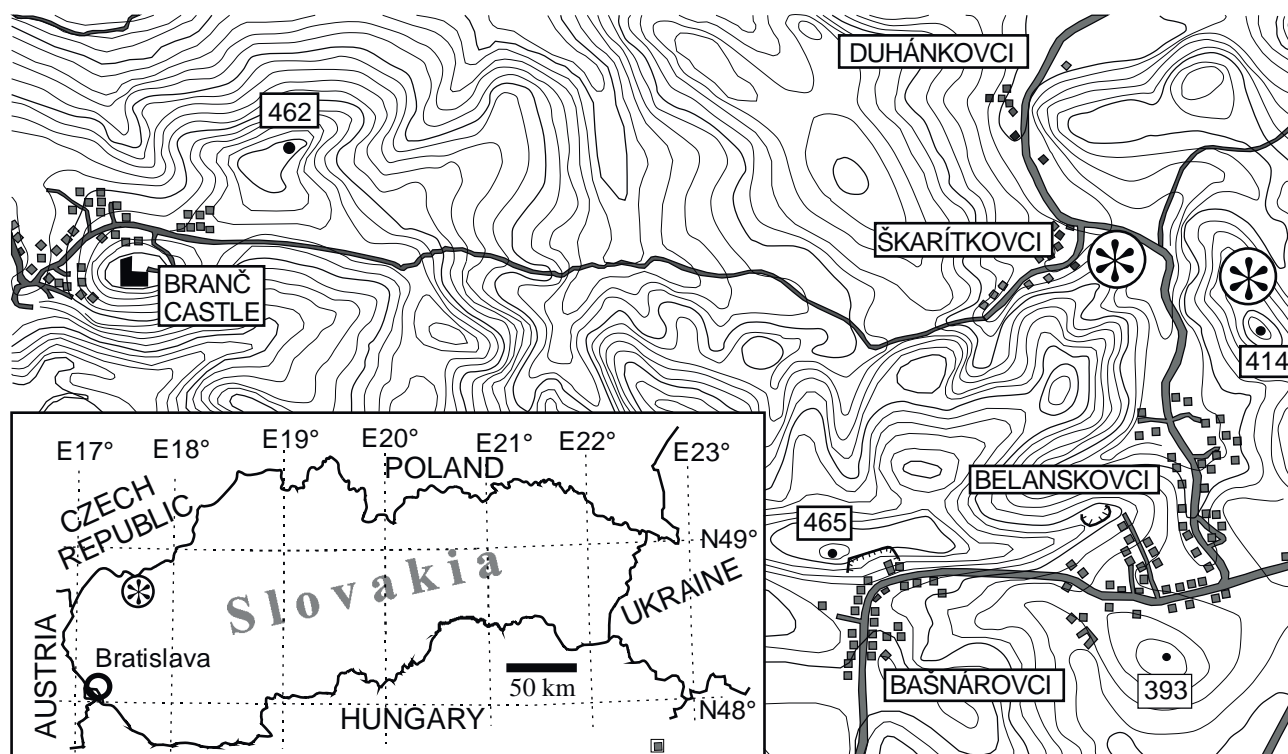 DUHÁNKOVCI
462
ŠKARÍTKOVCI
BRANČ
CASTLE
414
E17°
E18°
E19°
E20°
E21°
E22°
E23°
POLAND
CZECH
REPUBLIC
N49°
Slovakia
UKRAINE
AUSTRIA
Bratislava
50 km
HUNGARY
N48°
BELANSKOVCI
465
BAŠNÁROVCI
393